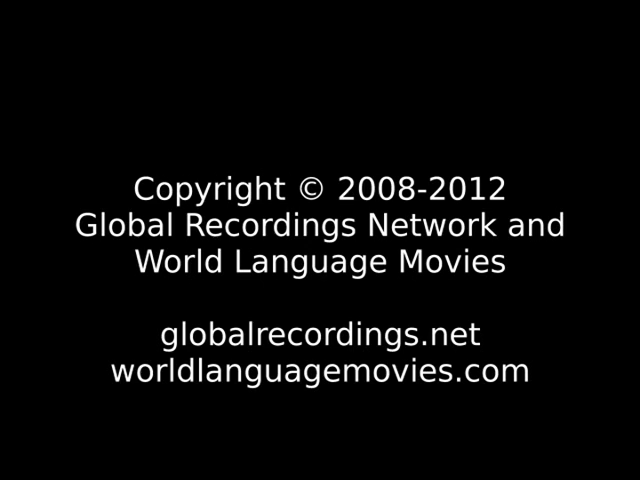 Copyright © 2008-2012
Global Recordings Network and
World Language Movies
globalrecordings.net
worldlanguagemovies.com